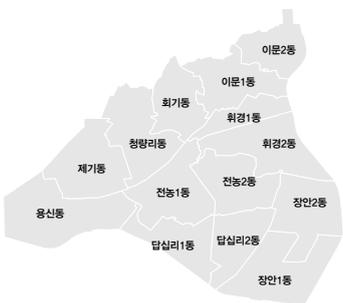 이문2동
이문1동
회기동
휘경1동
청량리동
휘경2동
제기동
전농2동
전농1동
장안2동
용신동
답십리2동
답십리1동
장안1동